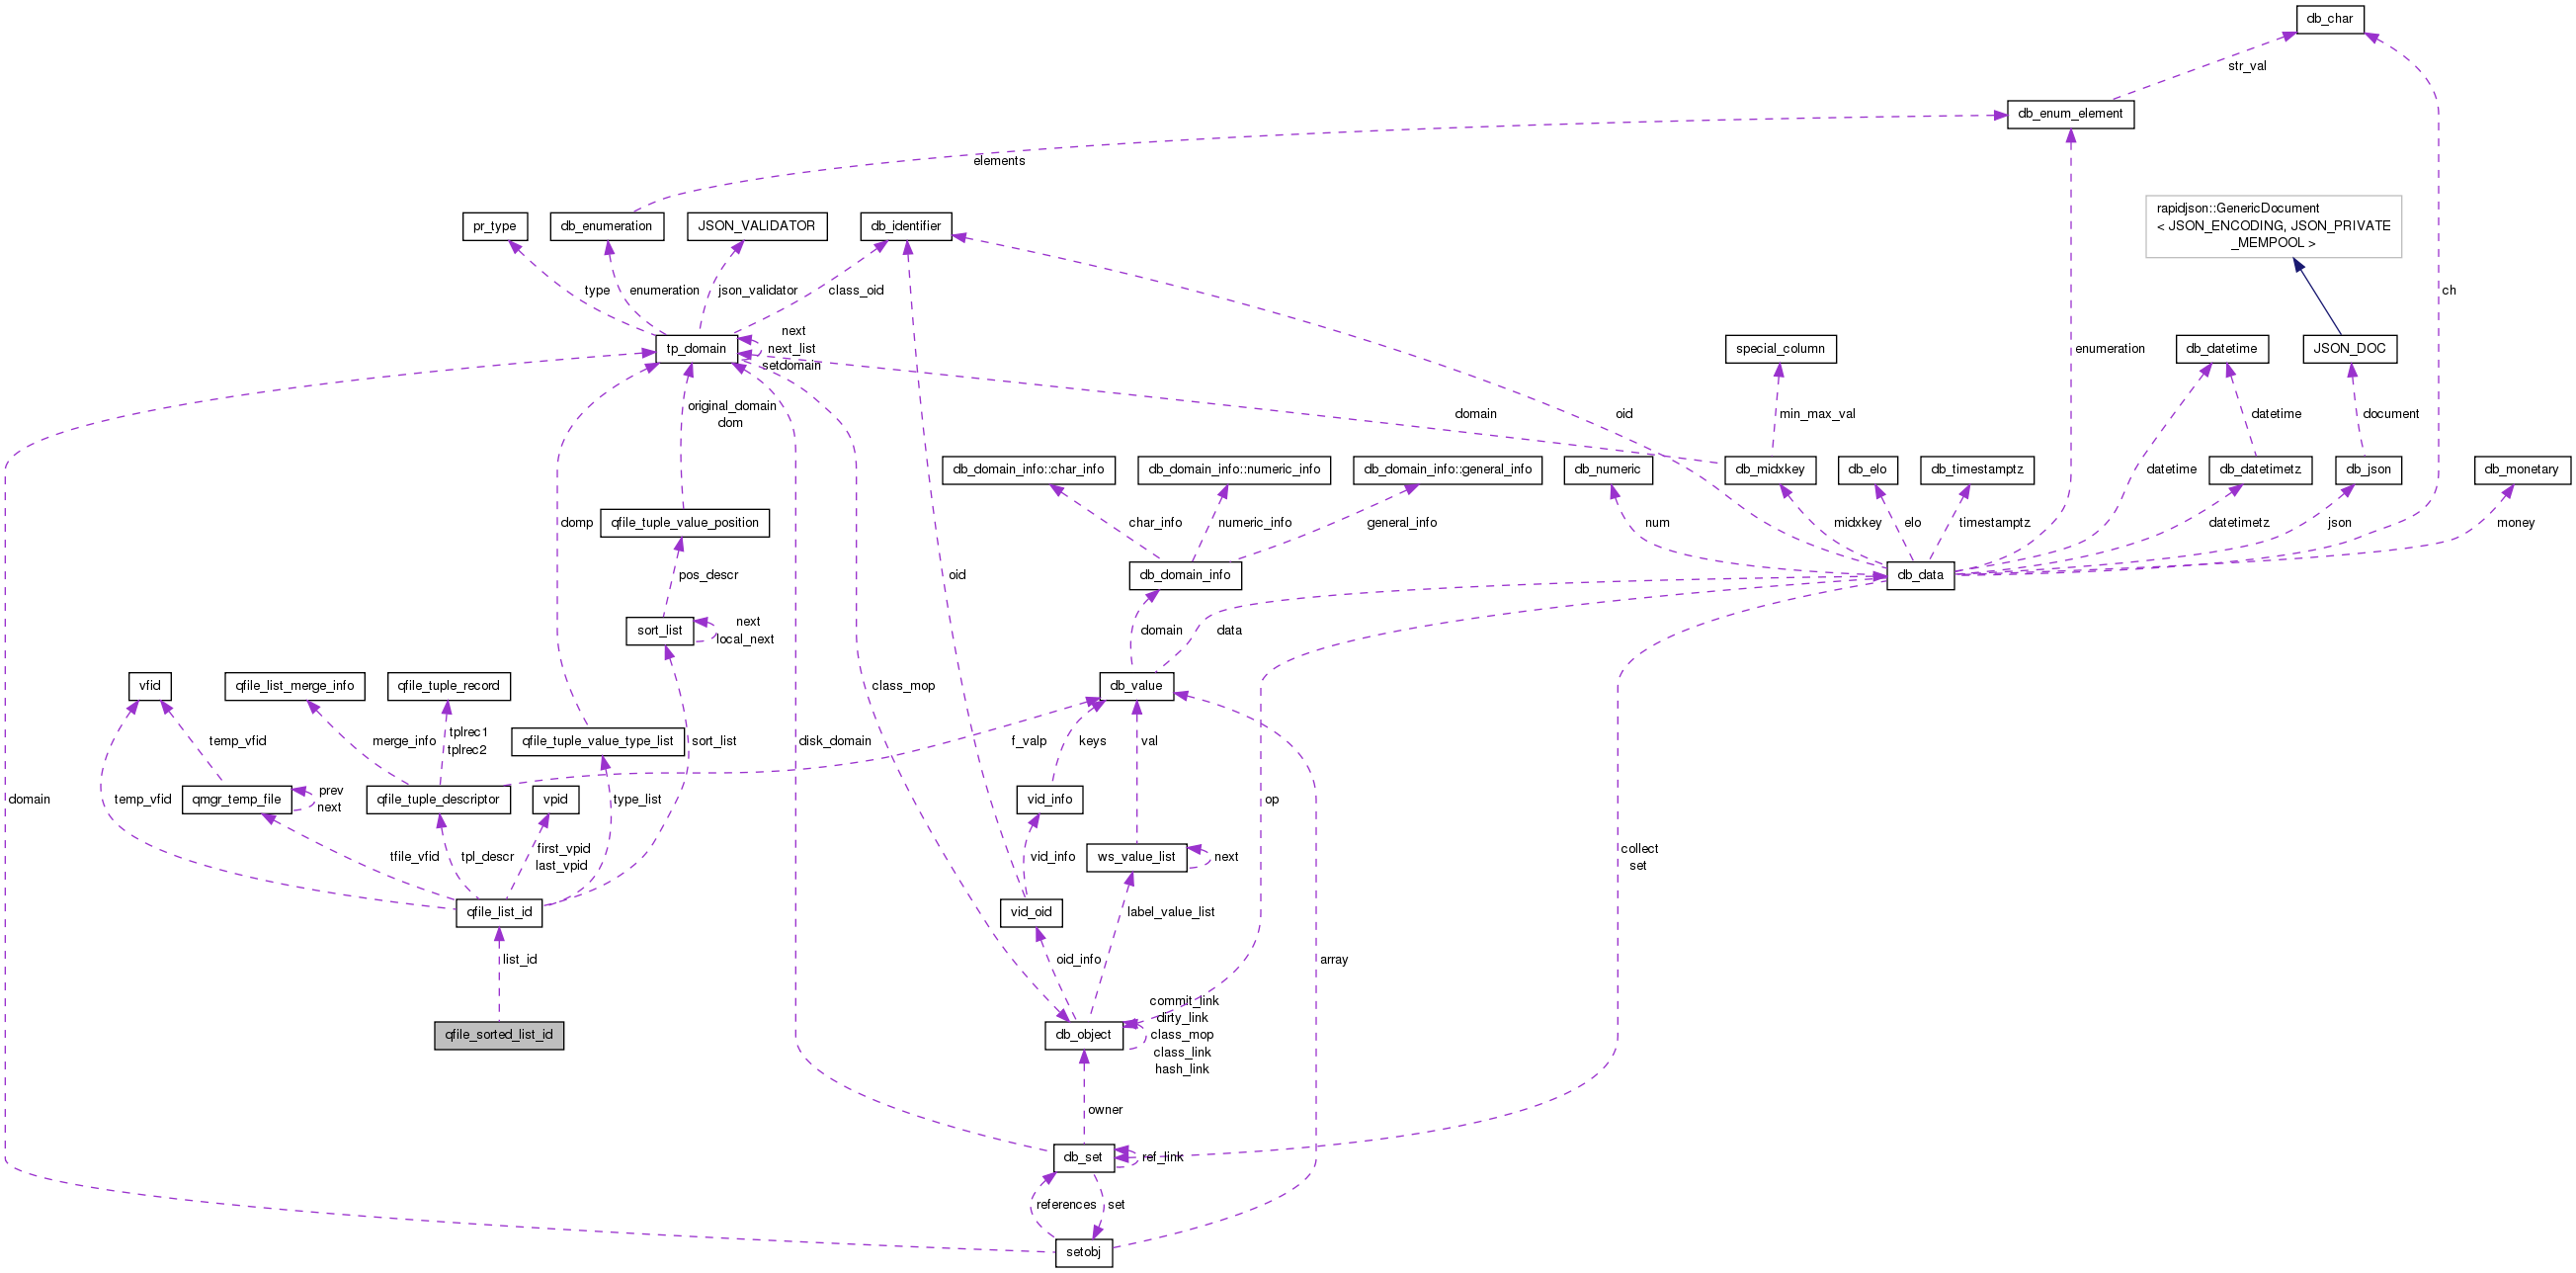 db_char
str_val
db_enum_element
elements
rapidjson::GenericDocument
< JSON_ENCODING, JSON_PRIVATE
_MEMPOOL >
pr_type
db_enumeration
JSON_VALIDATOR
db_identifier
type
enumeration
json_validator
class_oid
ch
tp_domain
next
next_list
setdomain
special_column
enumeration
db_datetime
JSON_DOC
original_domain
dom
domain
oid
min_max_val
datetime
document
db_domain_info::char_info
db_domain_info::numeric_info
db_domain_info::general_info
db_numeric
db_midxkey
db_elo
db_timestamptz
datetime
db_datetimetz
db_json
db_monetary
domp
qfile_tuple_value_position
char_info
numeric_info
general_info
num
midxkey
elo
timestamptz
datetimetz
json
money
pos_descr
oid
db_domain_info
db_data
sort_list
next
local_next
domain
data
vfid
qfile_list_merge_info
qfile_tuple_record
class_mop
db_value
temp_vfid
merge_info
tplrec1
tplrec2
qfile_tuple_value_type_list
sort_list
disk_domain
f_valp
keys
val
domain
temp_vfid
qmgr_temp_file
prev
next
qfile_tuple_descriptor
vpid
type_list
vid_info
op
tfile_vfid
tpl_descr
first_vpid
last_vpid
vid_info
ws_value_list
next
collect
set
qfile_list_id
vid_oid
label_value_list
list_id
oid_info
array
qfile_sorted_list_id
db_object
commit_link
dirty_link
class_mop
class_link
hash_link
owner
db_set
ref_link
references
set
setobj